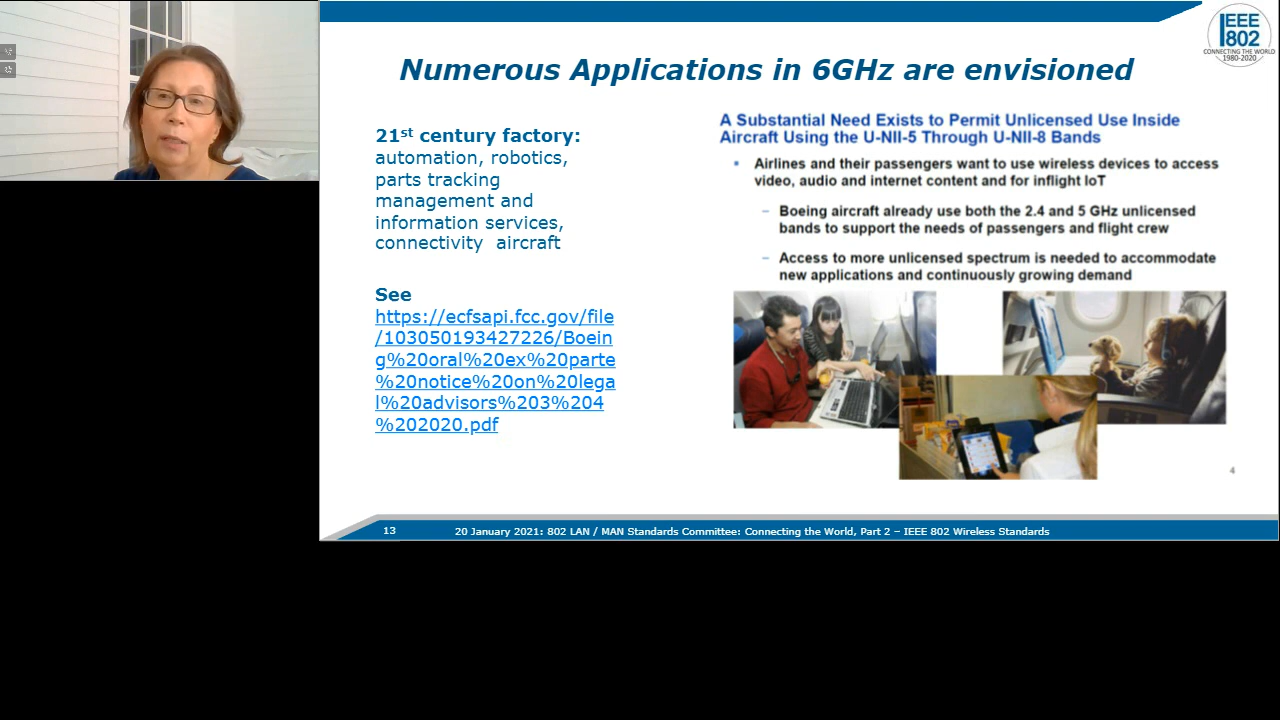 IEEE
802
CONNECTING THE WORLD
1980-2020
Numerous Applications in 6GHz are envisioned
21st century factory:
automation, robotics,
parts tracking
management and
information services,
connectivity aircraft
See
https://ecfsapi.fcc.gov/file
/103050193427226/Boein
g%20oral%20ex%20parte
%20notice%20on%20lega
l%20advisors%203%204
%202020.pdf
A Substantial Need Exists to Permit Unlicensed Use Inside
Aircraft Using the U-NII-5 Through U-NII-8 Bands
▪ Airlines and their passengers want to use wireless devices to access
video, audio and internet content and for inflight IoT
– Boeing aircraft already use both the 2.4 and 5 GHz unlicensed
bands to support the needs of passengers and flight crew
– Access to more unlicensed spectrum is needed to accommodate
new applications and continuously growing demand
4
13
20 January 2021: 802 LAN / MAN Standards Committee: Connecting the World, Part 2 – IEEE 802 Wireless Standards